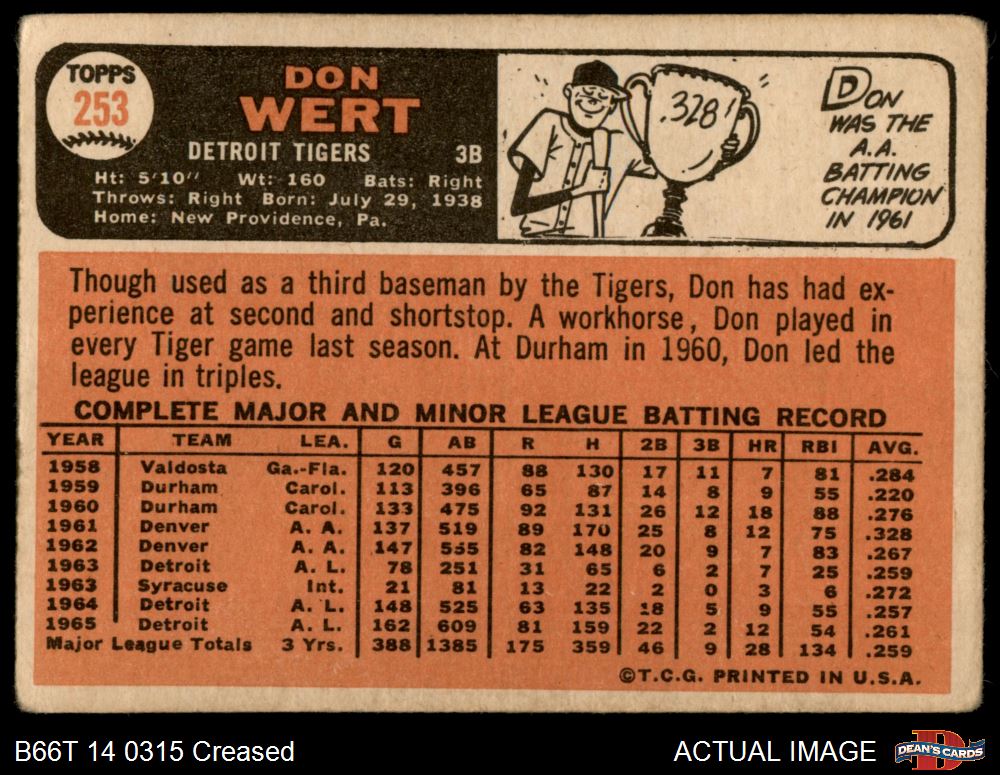 TOPPS
253
DON
WERT
DETROIT TIGERS 3B
Ht: 5'10" Wt: 160 Bats: Right
Throws: Right Born: July 29, 1938
Home: New Providence, Pa.
.328!
DON
WAS THE
A.A.
BATTING
CHAMPION
IN 1961
Though used as a third baseman by the Tigers, Don has had ex-
perience at second and shortstop. A workhorse, Don played in
every Tiger game last season. At Durham in 1960, Don led the
league in triples.
COMPLETE MAJOR AND MINOR LEAGUE BATTING RECORD
YEAR TEAM LEA. G AB R H 2B 3B HR RBI AVG.
1958 Valdosta Ga.-Fla. 120 457 88 130 17 11 7 81 .284
1959 Durham Carol. 113 396 65 87 14 8 9 55 .220
1960 Durham Carol. 133 475 92 131 26 12 18 88 .276
1961 Denver A. A. 137 519 89 170 25 8 12 75 .328
1962 Denver A. A. 147 555 82 148 20 9 7 83 .267
1963 Detroit A. L. 78 251 31 65 6 2 7 25 .259
1963 Syracuse Int. 21 81 13 22 2 0 3 6 .272
1964 Detroit A. L. 148 525 63 135 18 5 9 55 .257
1965 Detroit A. L. 162 609 81 159 22 2 12 54 .261
Major League Totals 3 Yrs. 388 1385 175 359 46 9 28 134 .259
©T.C.G. PRINTED IN U.S.A.
B66T 14 0315 Creased ACTUAL IMAGE
D
DEAN'S CARDS